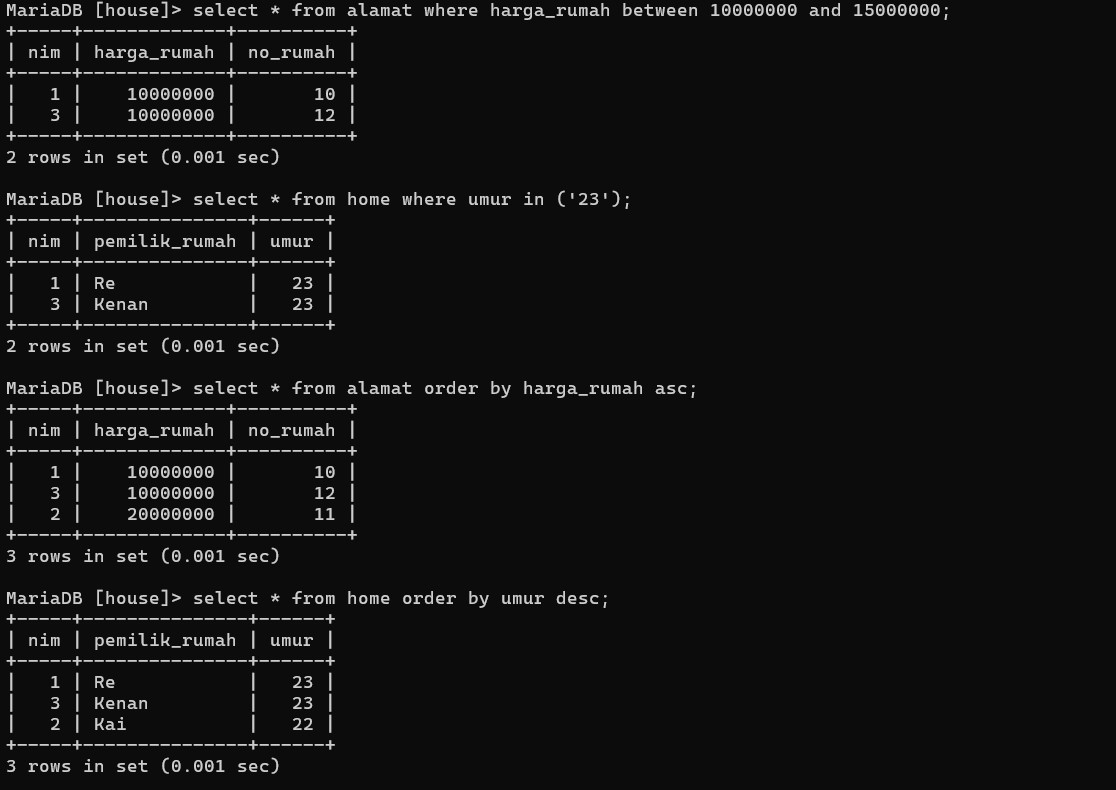 MariaDB [house]> select * from alamat where harga_rumah between 10000000 and 15000000;
+-----+-------------+----------+
| nim | harga_rumah | no_rumah |
+-----+-------------+----------+
|   1 |    10000000 |       10 |
|   3 |    10000000 |       12 |
+-----+-------------+----------+
2 rows in set (0.001 sec)

MariaDB [house]> select * from home where umur in ('23');
+-----+---------------+------+
| nim | pemilik_rumah | umur |
+-----+---------------+------+
|   1 | Re            |   23 |
|   3 | Kenan         |   23 |
+-----+---------------+------+
2 rows in set (0.001 sec)

MariaDB [house]> select * from alamat order by harga_rumah asc;
+-----+-------------+----------+
| nim | harga_rumah | no_rumah |
+-----+-------------+----------+
|   1 |    10000000 |       10 |
|   3 |    10000000 |       12 |
|   2 |    20000000 |       11 |
+-----+-------------+----------+
3 rows in set (0.001 sec)

MariaDB [house]> select * from home order by umur desc;
+-----+---------------+------+
| nim | pemilik_rumah | umur |
+-----+---------------+------+
|   1 | Re            |   23 |
|   3 | Kenan         |   23 |
|   2 | Kai           |   22 |
+-----+---------------+------+
3 rows in set (0.001 sec)